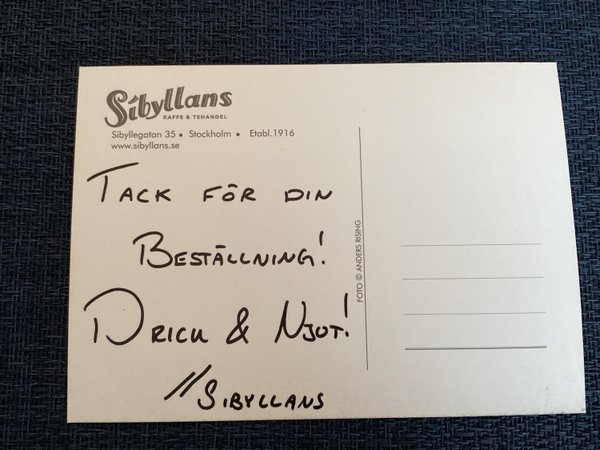 Sibyllans
KAFFE & TEHANDEL
Sibyllegatan 35 • Stockholm • Etabl.1916
www.sibyllans.se
TACK FÖR DIN
BESTÄLLNING!
DRICK & NJUT!
//SIBYLLANS
FOTO © ANDERS RISING